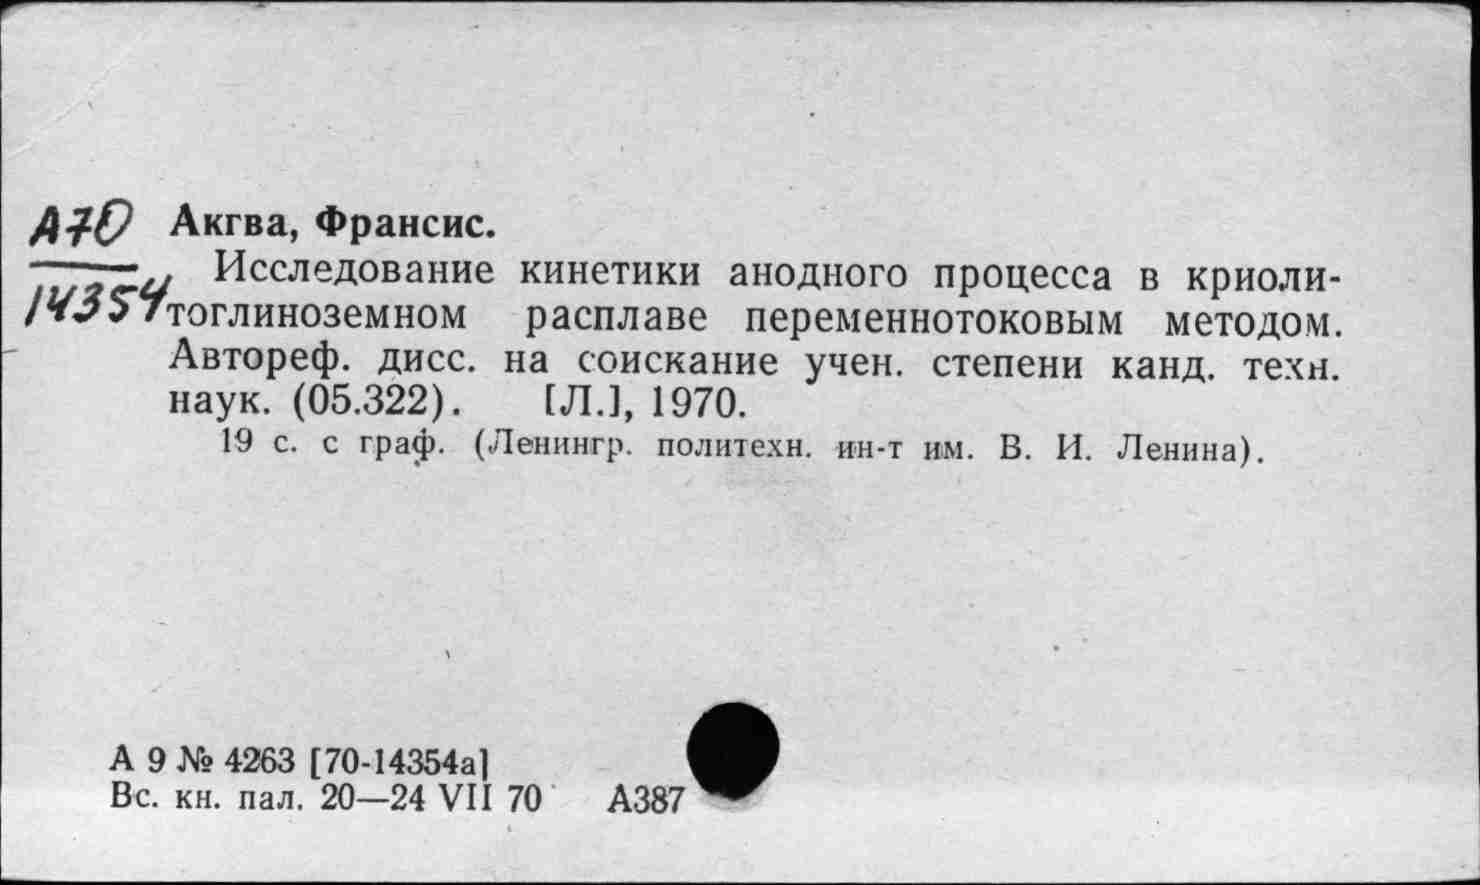 А70 Акгва, Франсис.
Исследование кинетики анодного процесса в криоли-
14354 тоглиноземном расплаве переменнотоковым методом.
Автореф. дисс. на соискание учен. степени канд. техн.
наук. (05.322). [Л.], 1970.
19 с. с граф. (Ленингр. политехн. ин-т им. В. И. Ленина).
А 9 № 4263 [70-14354а]
Вс. кн. пал. 20—24 VII 70 А387